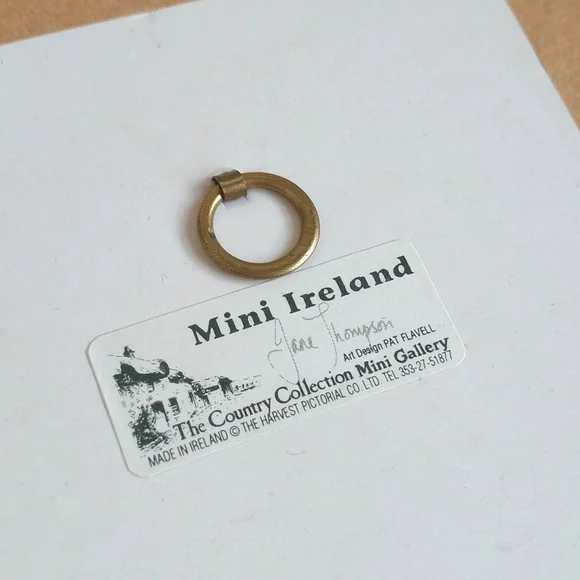 Mini Ireland
Jane Thompson
Art Design PAT FLAVELL
The Country Collection Mini Gallery
MADE IN IRELAND © THE HARVEST PICTORIAL CO LTD TEL 353-27-51877